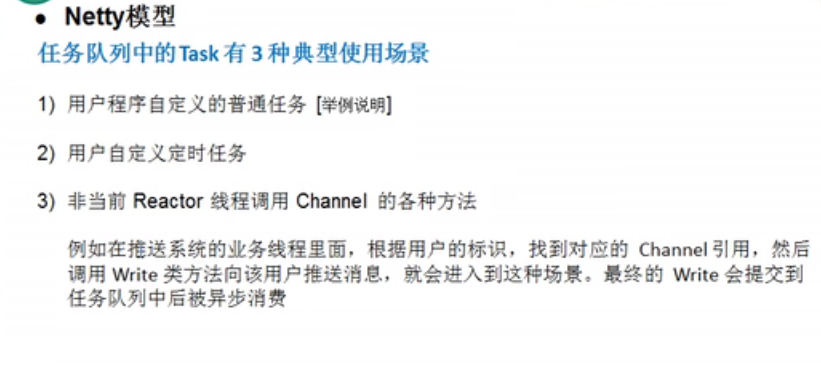 ● Netty模型
任务队列中的Task 有 3 种典型使用场景
1) 用户程序自定义的普通任务 [举例说明]
2) 用户自定义定时任务
3) 非当前 Reactor 线程调用 Channel 的各种方法
例如在推送系统的业务线程里面，根据用户的标识，找到对应的 Channel 引用，然后
调用 Write 类方法向该用户推送消息，就会进入到这种场景。最终的 Write 会提交到
任务队列中后被异步消费